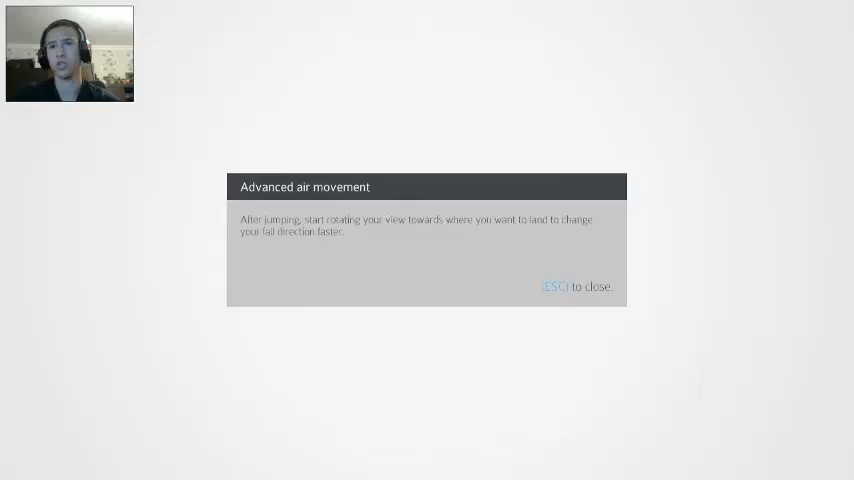 Advanced air movement
After jumping, start rotating your view towards where you want to land to change
your fall direction faster.
(ESC) to close.